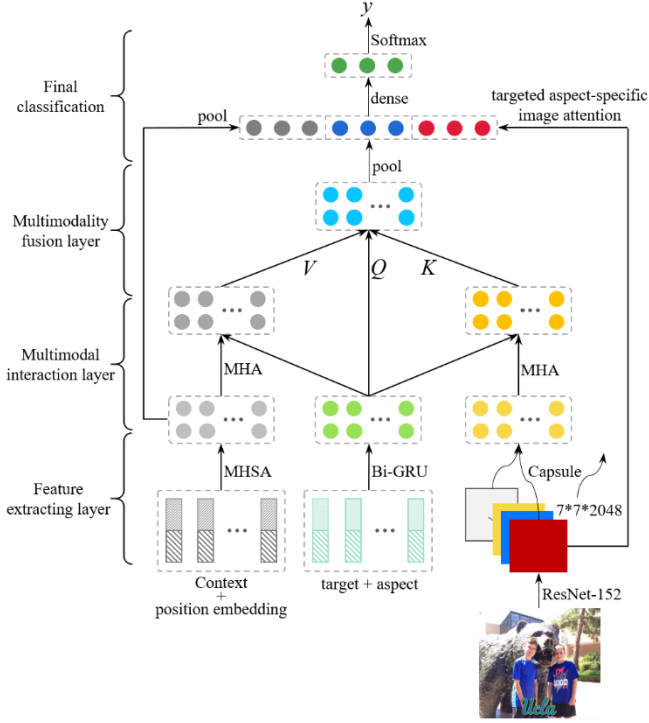 y
Softmax
Final
classification
dense
pool
targeted aspect-specific
image attention
pool
Multimodality
fusion layer
V
Q
K
Multimodal
interaction layer
MHA
MHA
MHSA
Bi-GRU
Capsule
Feature
extracting layer
7*7*2048
Context
+
position embedding
target + aspect
ResNet-152
Ucla